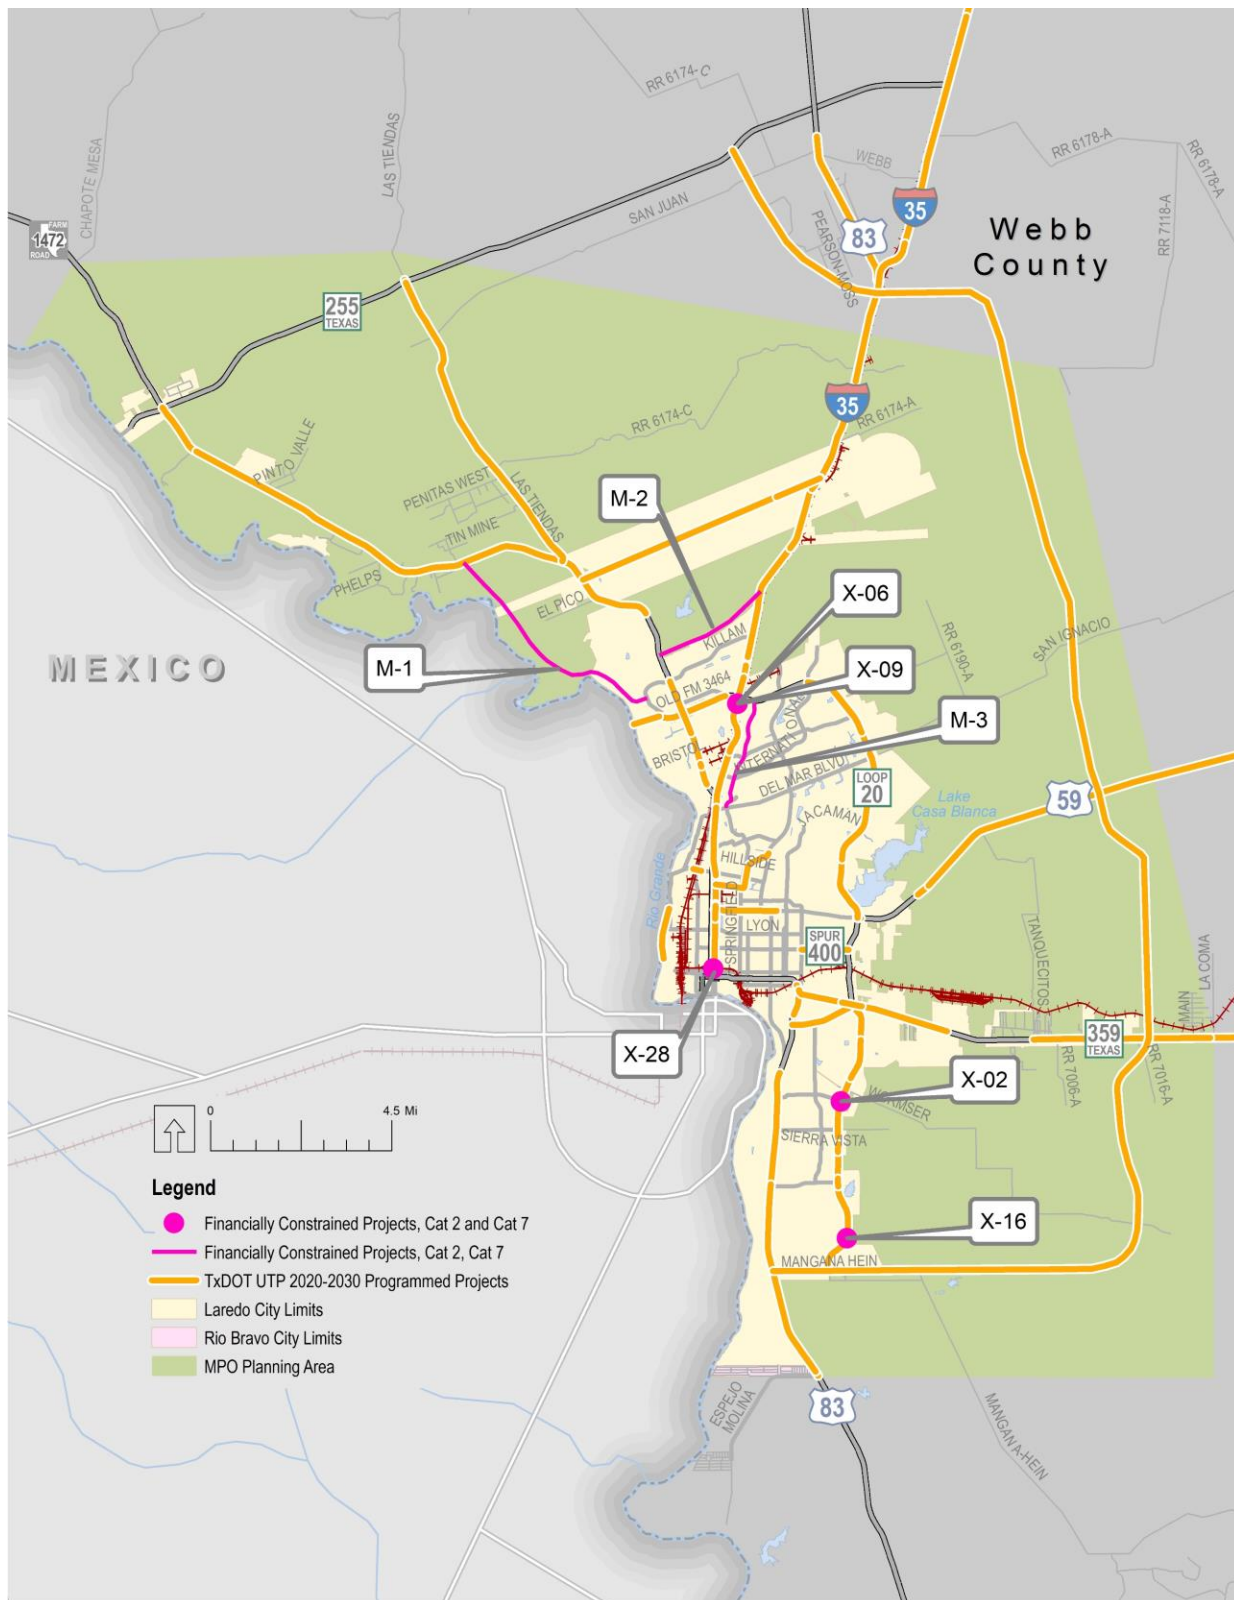 RR 6174-C
CHAPOTE MESA
LAS TIENDAS
WEBB
RR 6178-A
RR 6178-A
SAN JUAN
35
FARM
1472
ROAD
83
PEARSON-MOSS
Webb
County
RR 7118-A
255
TEXAS
35
RR 6174-C
RR 6174-A
PINTO VALLE
PENITAS WEST
LAS TIENDAS
M-2
TIN MINE
PHELPS
EL PICO
X-06
KILLAM
RR 6190-A
SAN IGNACIO
MEXICO
M-1
X-09
OLD FM 3464
M-3
BRISTOL
INTERNATIONAL
DEL MAR BLVD
LOOP
20
59
Lake
Casa Blanca
JACAMAN
HILLSIDE
Rio Grande
SPRINGFIELD
LYON
SPUR
400
TANQUECITOS
LA COMA
MAIN
X-28
359
TEXAS
X-02
RR 7006-A
RR 7016-A
WORMSER
0
4.5 Mi
SIERRA VISTA
Legend
Financially Constrained Projects, Cat 2 and Cat 7
Financially Constrained Projects, Cat 2, Cat 7
TxDOT UTP 2020-2030 Programmed Projects
Laredo City Limits
Rio Bravo City Limits
MPO Planning Area
X-16
MANGANA HEIN
ESPEJO
MOLINA
83
MANGANA-HEIN